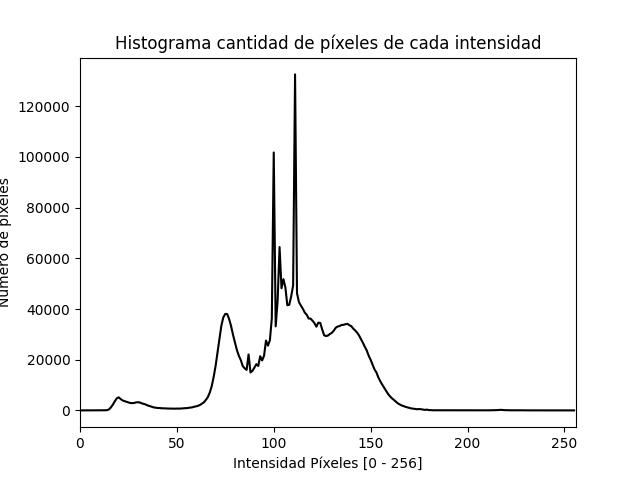 Histograma cantidad de píxeles de cada intensidad
Número de píxeles
120000
100000
80000
60000
40000
20000
0
0 50 100 150 200 250
Intensidad Píxeles [0 - 256]